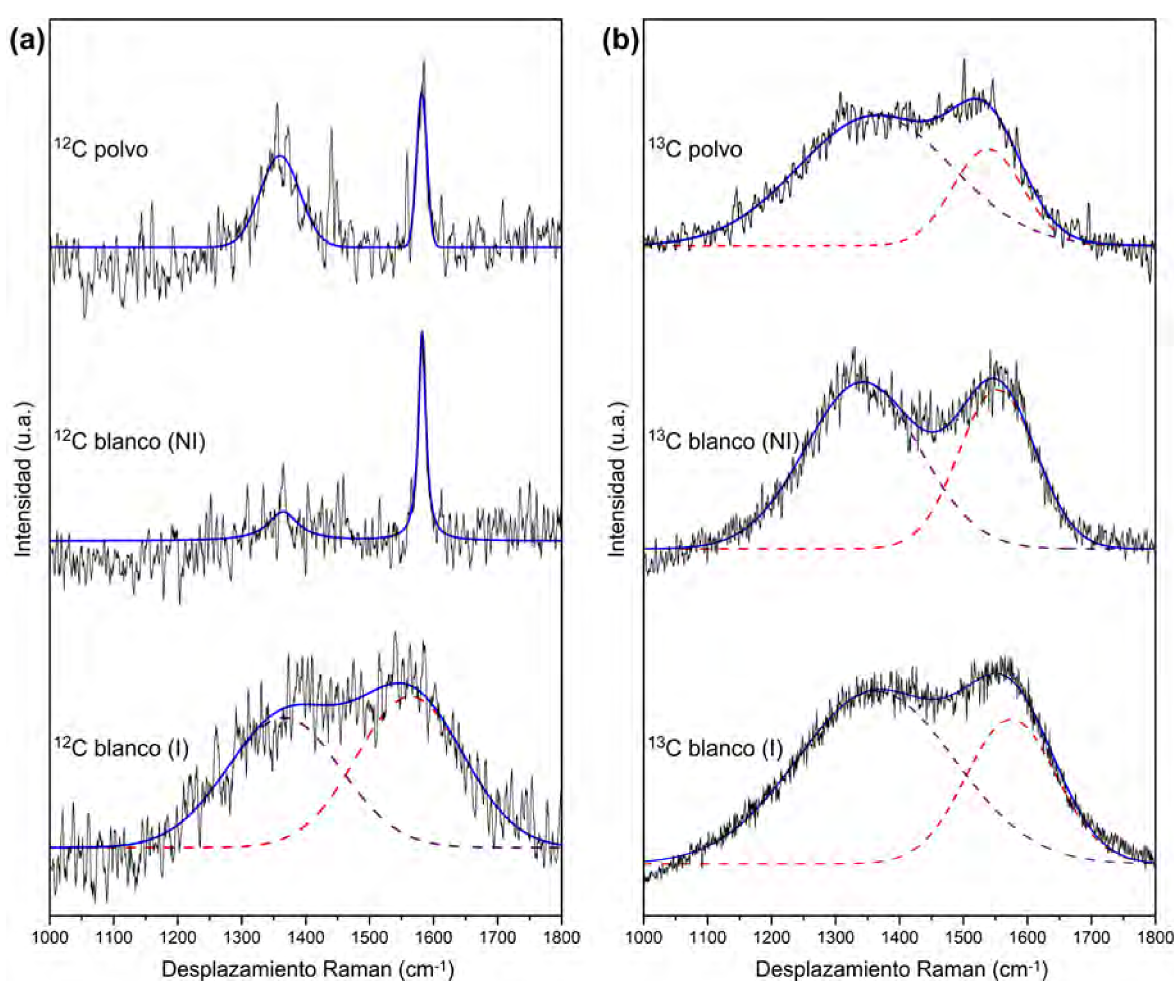 (a)
¹²C polvo
¹²C blanco (NI)
¹²C blanco (I)
Intensidad (u.a.)
1000 1100 1200 1300 1400 1500 1600 1700 1800
Desplazamiento Raman (cm⁻¹)
(b)
¹³C polvo
¹³C blanco (NI)
¹³C blanco (I)
Intensidad (u.a.)
1000 1100 1200 1300 1400 1500 1600 1700 1800
Desplazamiento Raman (cm⁻¹)